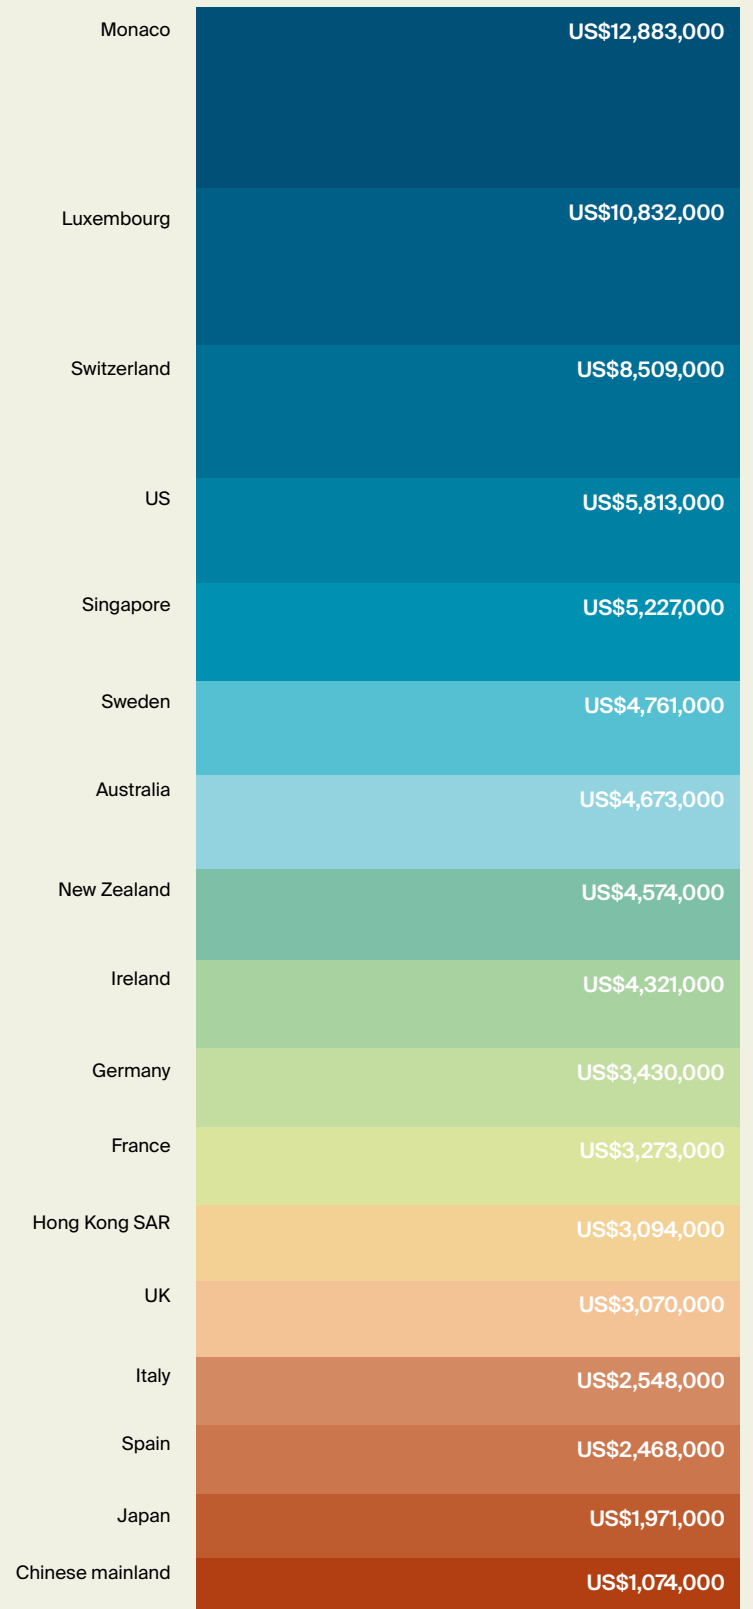 Monaco US$12,883,000
Luxembourg US$10,832,000
Switzerland US$8,509,000
US US$5,813,000
Singapore US$5,227,000
Sweden US$4,761,000
Australia US$4,673,000
New Zealand US$4,574,000
Ireland US$4,321,000
Germany US$3,430,000
France US$3,273,000
Hong Kong SAR US$3,094,000
UK US$3,070,000
Italy US$2,548,000
Spain US$2,468,000
Japan US$1,971,000
Chinese mainland US$1,074,000